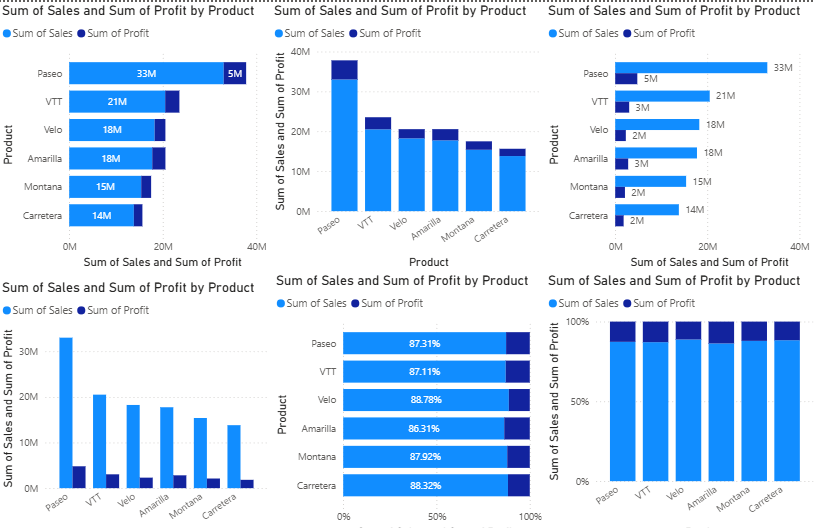 Sum of Sales and Sum of Profit by Product
Sum of Sales Sum of Profit
Product
Paseo 33M 5M
VTT 21M
Velo 18M
Amarilla 18M
Montana 15M
Carretera 14M
0M 20M 40M
Sum of Sales and Sum of Profit
Sum of Sales and Sum of Profit by Product
Sum of Sales Sum of Profit
Sum of Sales and Sum of Profit
40M
30M
20M
10M
0M
Paseo VTT Velo Amarilla Montana Carretera
Product
Sum of Sales and Sum of Profit by Product
Sum of Sales Sum of Profit
Product
Paseo 33M
5M
VTT 21M
3M
Velo 18M
2M
Amarilla 18M
3M
Montana 15M
2M
Carretera 14M
2M
0M 20M 40M
Sum of Sales and Sum of Profit
Sum of Sales and Sum of Profit by Product
Sum of Sales Sum of Profit
Sum of Sales and Sum of Profit
30M
20M
10M
0M
Paseo VTT Velo Amarilla Montana Carretera
Sum of Sales and Sum of Profit by Product
Sum of Sales Sum of Profit
Product
Paseo 87.31%
VTT 87.11%
Velo 88.78%
Amarilla 86.31%
Montana 87.92%
Carretera 88.32%
0% 50% 100%
Sum of Sales and Sum of Profit by Product
Sum of Sales Sum of Profit
Sum of Sales and Sum of Profit
100%
50%
0%
Paseo VTT Velo Amarilla Montana Carretera